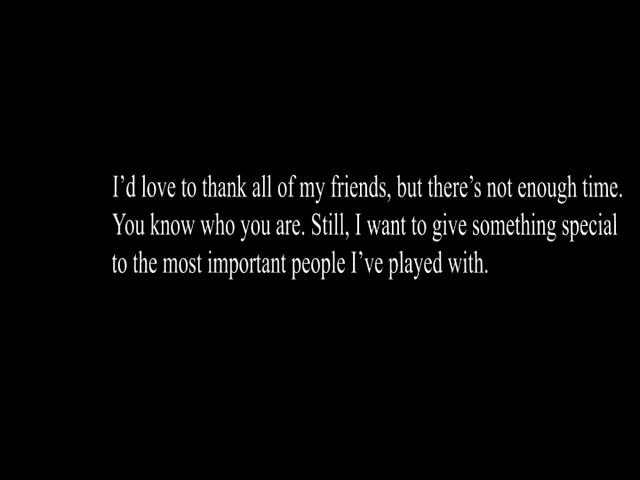 I’d love to thank all of my friends, but there’s not enough time.
You know who you are. Still, I want to give something special
to the most important people I’ve played with.